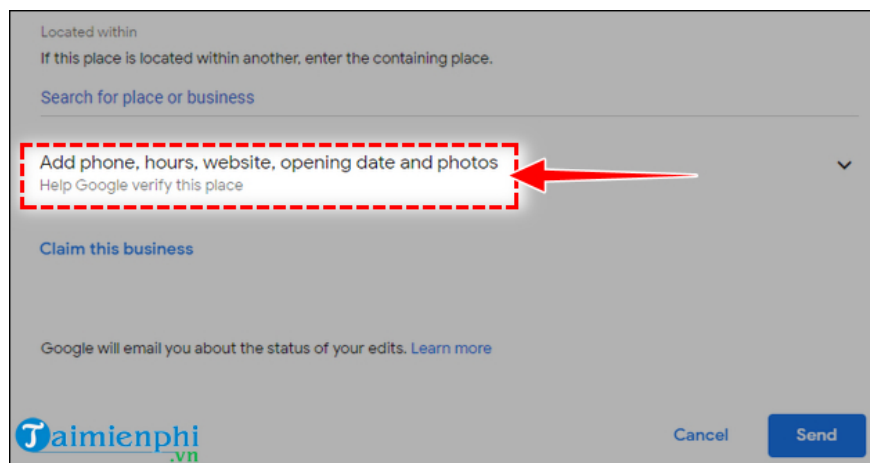 Located within
If this place is located within another, enter the containing place.
Search for place or business
Add phone, hours, website, opening date and photos
Help Google verify this place
Claim this business
Google will email you about the status of your edits. Learn more
Taimienphi
.vn
Cancel
Send